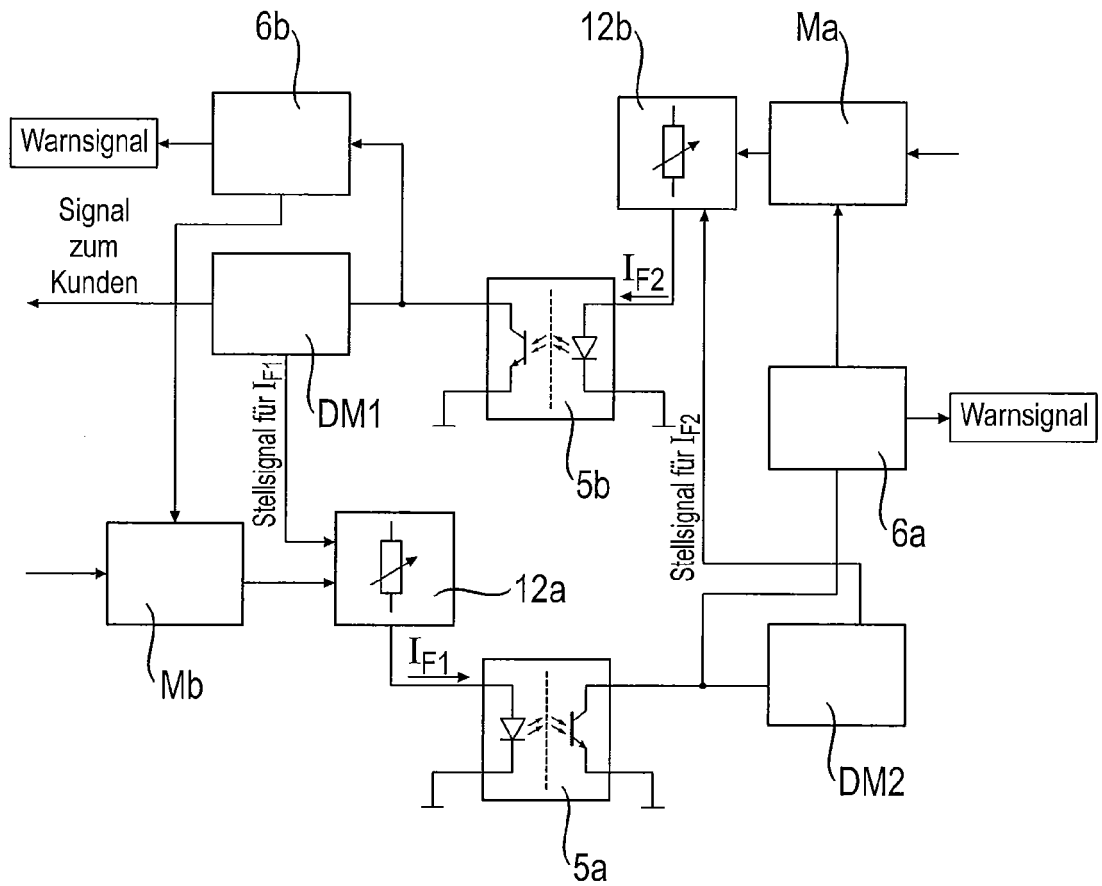 6b
12b
Ma
Warnsignal
Signal
zum
Kunden
I_F2
DM1
Stellsignal für I_F1
5b
Stellsignal für I_F2
Warnsignal
6a
12a
I_F1
Mb
DM2
5a